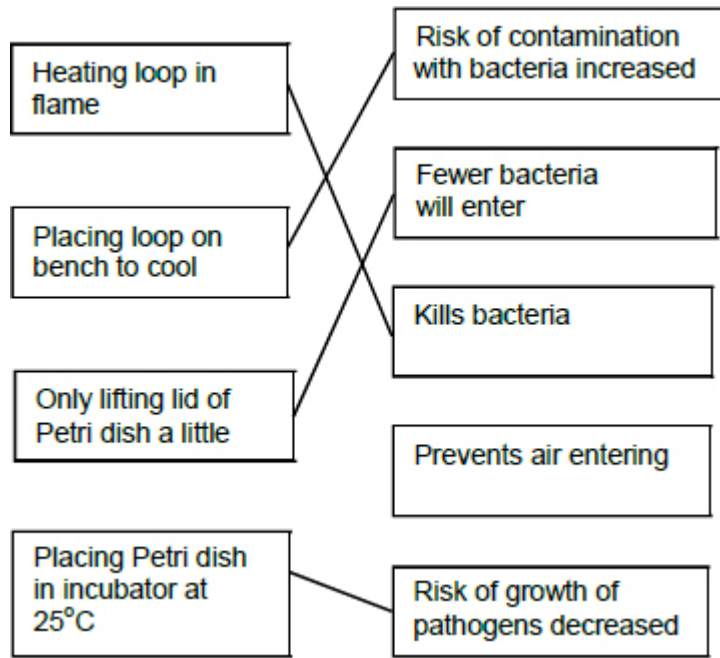 Heating loop in
flame
Placing loop on
bench to cool
Only lifting lid of
Petri dish a little
Placing Petri dish
in incubator at
25°C
Risk of contamination
with bacteria increased
Fewer bacteria
will enter
Kills bacteria
Prevents air entering
Risk of growth of
pathogens decreased